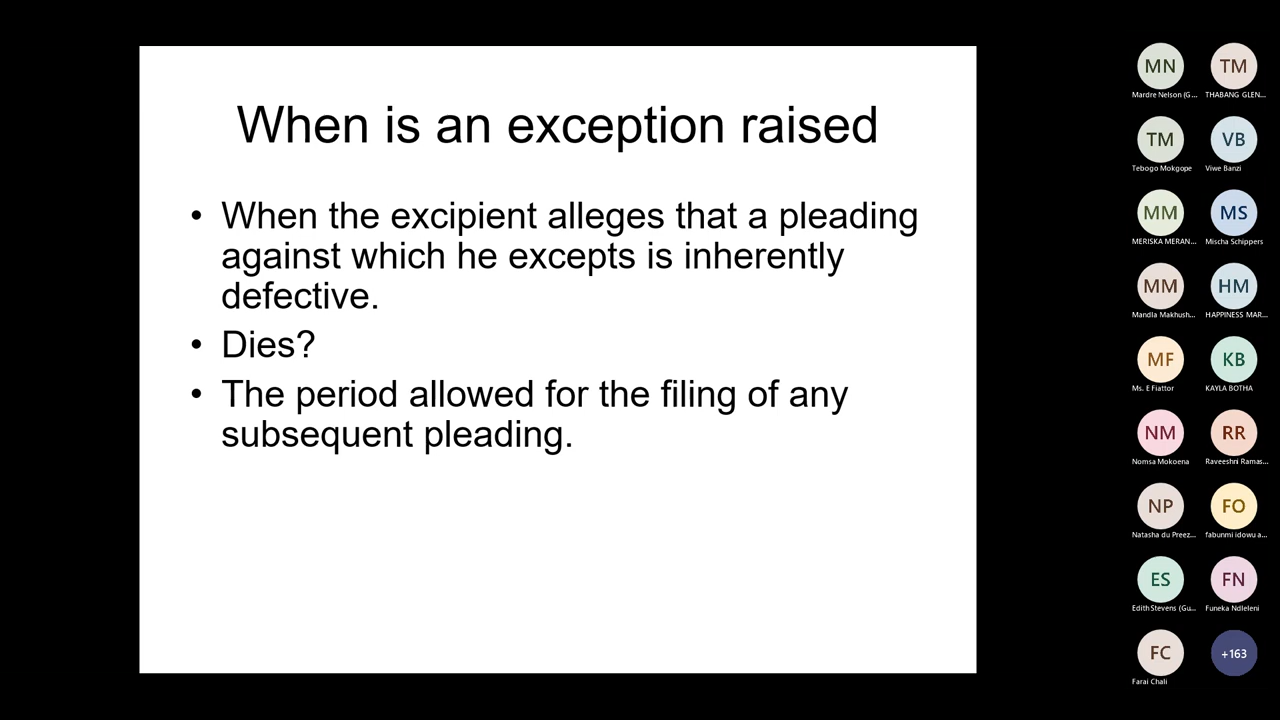 When is an exception raised
• When the excipient alleges that a pleading
against which he excepts is inherently
defective.
• Dies?
• The period allowed for the filing of any
subsequent pleading.
MN TM
Mardre Nelson (G... THABANG GLEN...
TM VB
Tebogo Mokgope Viwe Banzi
MM MS
MERISKA MERAN... Mischa Schippers
MM HM
Mandla Makhush... HAPPINESS MAR...
MF KB
Ms. E Fiattor KAYLA BOTHA
NM RR
Nomsa Mokoena Raveeshni Ramas...
NP FO
Natasha du Preez... fabunmi idowu a...
ES FN
Edith Stevens (Gu... Funeka Ndleleni
FC +163
Farai Chali